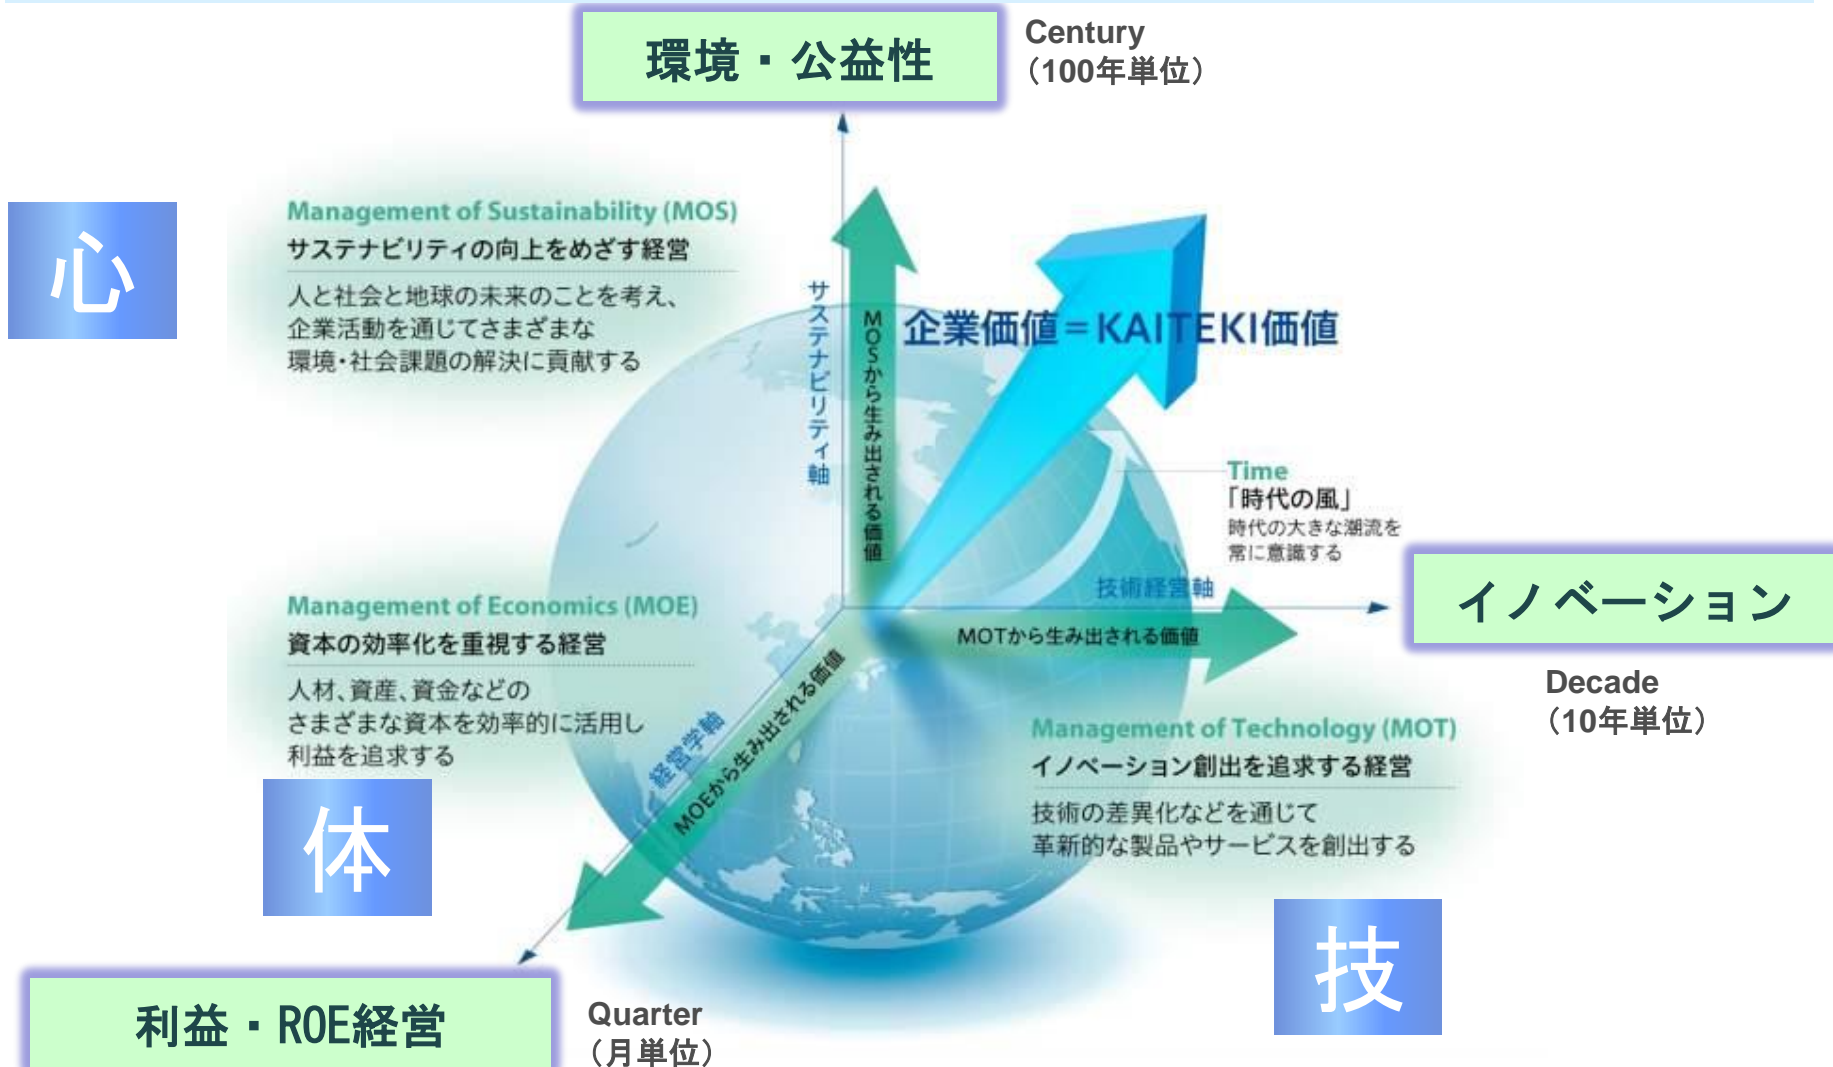 環境・公益性
Century
（100年単位）
心
Management of Sustainability (MOS)
サステナビリティの向上をめざす経営
人と社会と地球の未来のことを考え、
企業活動を通じてさまざまな
環境・社会課題の解決に貢献する
サステナビリティ軸
MOSから生み出される価値
企業価値＝KAITEKI価値
Time
「時代の風」
時代の大きな潮流を
常に意識する
技術経営軸
MOTから生み出される価値
イノベーション
Decade
（10年単位）
Management of Economics (MOE)
資本の効率化を重視する経営
人材、資産、資金などの
さまざまな資本を効率的に活用し
利益を追求する
経営学軸
MOEから生み出される価値
体
Management of Technology (MOT)
イノベーション創出を追求する経営
技術の差異化などを通じて
革新的な製品やサービスを創出する
技
利益・ROE経営
Quarter
（月単位）